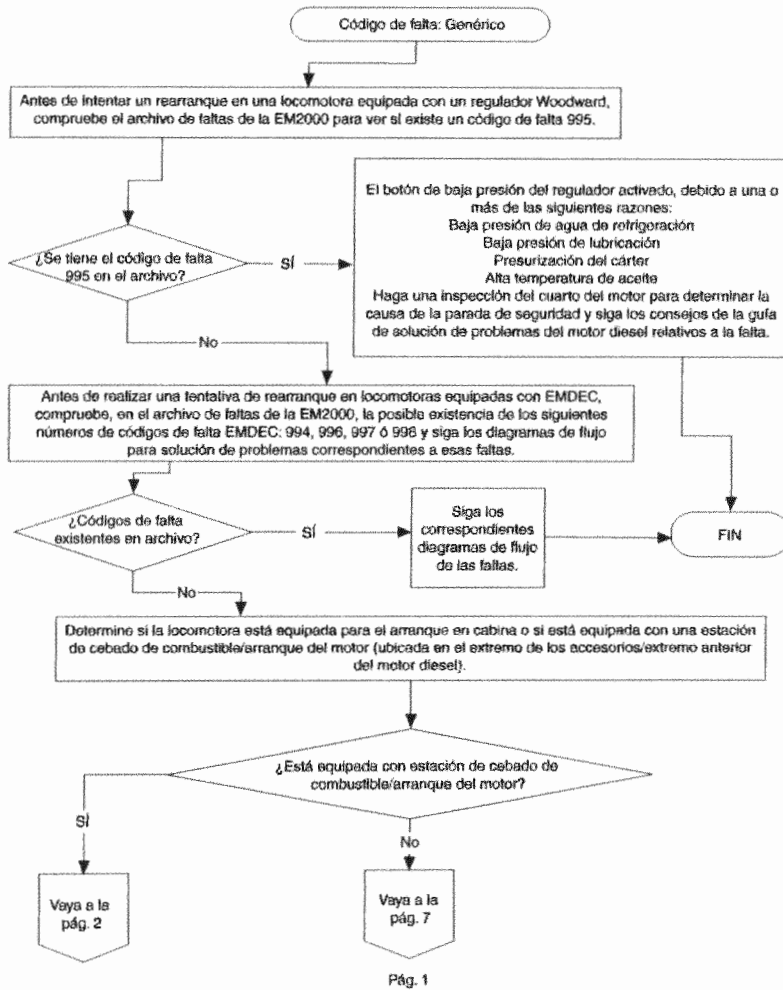 Código de falta: Genérico
Antes de intentar un rearranque en una locomotora equipada con un regulador Woodward,
compruebe el archivo de faltas de la EM2000 para ver si existe un código de falta 995.
El botón de baja presión del regulador activado, debido a una o
más de las siguientes razones:
Baja presión de agua de refrigeración
Baja presión de lubricación
Presurización del cárter
Alta temperatura de aceite
Haga una inspección del cuarto del motor para determinar la
causa de la parada de seguridad y siga los consejos de la guía
de solución de problemas del motor diesel relativos a la falta.
¿Se tiene el código de falta
995 en el archivo?
SÍ
No
Antes de realizar una tentativa de rearranque en locomotoras equipadas con EMDEC,
compruebe, en el archivo de faltas de la EM2000, la posible existencia de los siguientes
números de códigos de falta EMDEC: 994, 996, 997 ó 998 y siga los diagramas de flujo
para solución de problemas correspondientes a esas faltas.
¿Códigos de falta
existentes en archivo?
SÍ
Siga los
correspondientes
diagramas de flujo
de las faltas.
FIN
No
Determine si la locomotora está equipada para el arranque en cabina o si está equipada con una estación
de cebado de combustible/arranque del motor (ubicada en el extremo de los accesorios/extremo anterior
del motor diesel).
¿Está equipada con estación de cebado de
combustible/arranque del motor?
SÍ
No
Vaya a la
pág. 2
Vaya a la
pág. 7
Pág. 1